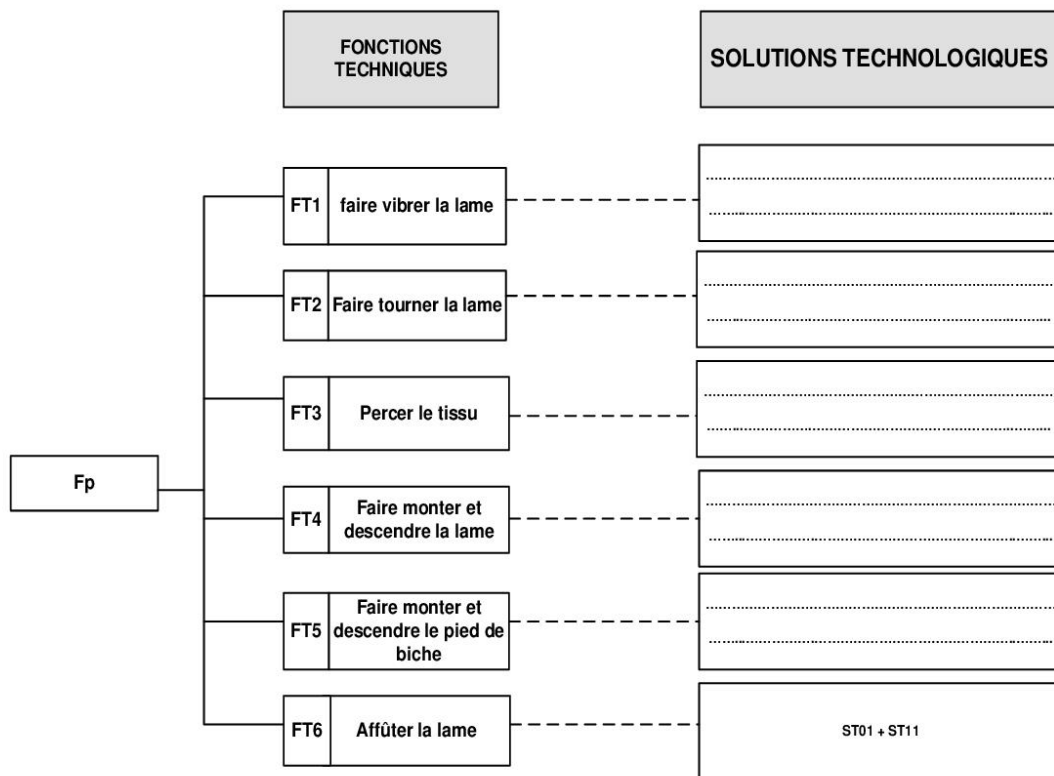 FONCTIONS
TECHNIQUES
SOLUTIONS TECHNOLOGIQUES
FT1
faire vibrer la lame
FT2
Faire tourner la lame
FT3
Percer le tissu
Fp
FT4
Faire monter et
descendre la lame
FT5
Faire monter et
descendre le pied de
biche
FT6
Affûter la lame
ST01 + ST11